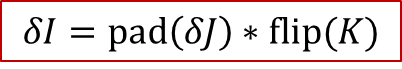 δI = pad(δJ) * flip(K)